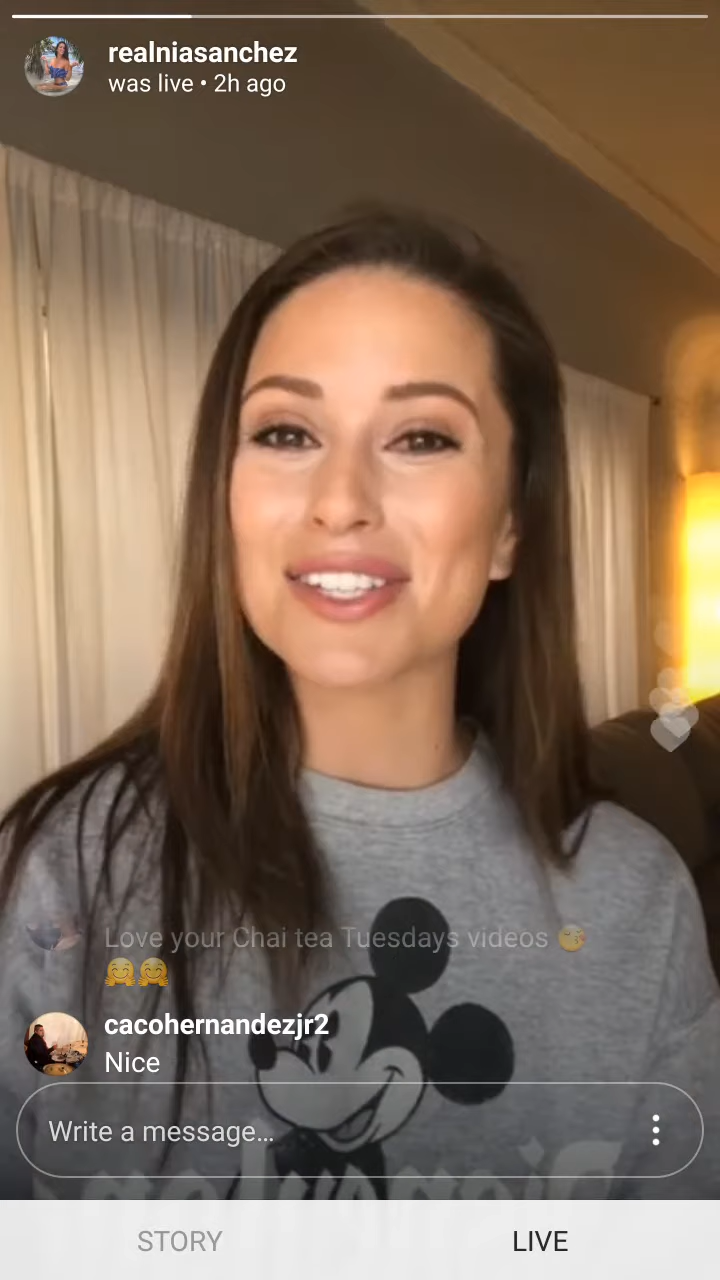 realniasanchez
was live • 2h ago
Love your Chai tea Tuesdays videos 😘
🤗🤗
cacohernandezjr2
Nice
Write a message...
STORY
LIVE